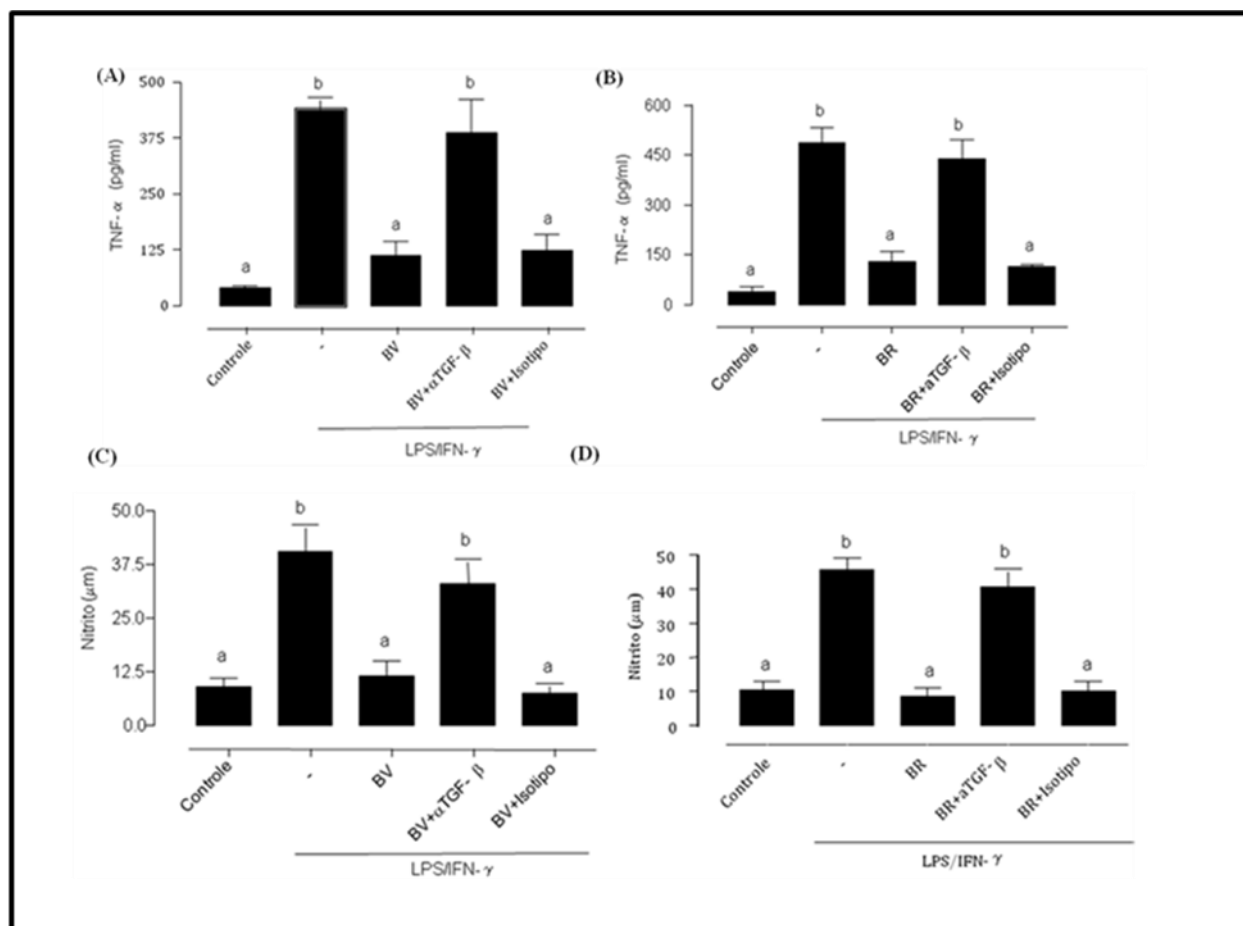 (A)
500
375
250
125
0
TNF- α (pg/ml)
a
b
a
b
a
Controle
-
BV
BV+αTGF- β
BV+Isotipo
LPS/IFN- γ
(B)
600
450
300
150
0
TNF- α (pg/ml)
a
b
a
b
a
Controle
-
BR
BR+aTGF- β
BR+Isotipo
LPS/IFN- γ
(C)
50.0
37.5
25.0
12.5
0.0
Nitrito (μm)
a
b
a
b
a
Controle
-
BV
BV+αTGF- β
BV+Isotipo
LPS/IFN- γ
(D)
50
40
30
20
10
0
Nitrito (μm)
a
b
a
b
a
Controle
-
BR
BR+aTGF- β
BR+Isotipo
LPS/IFN- γ